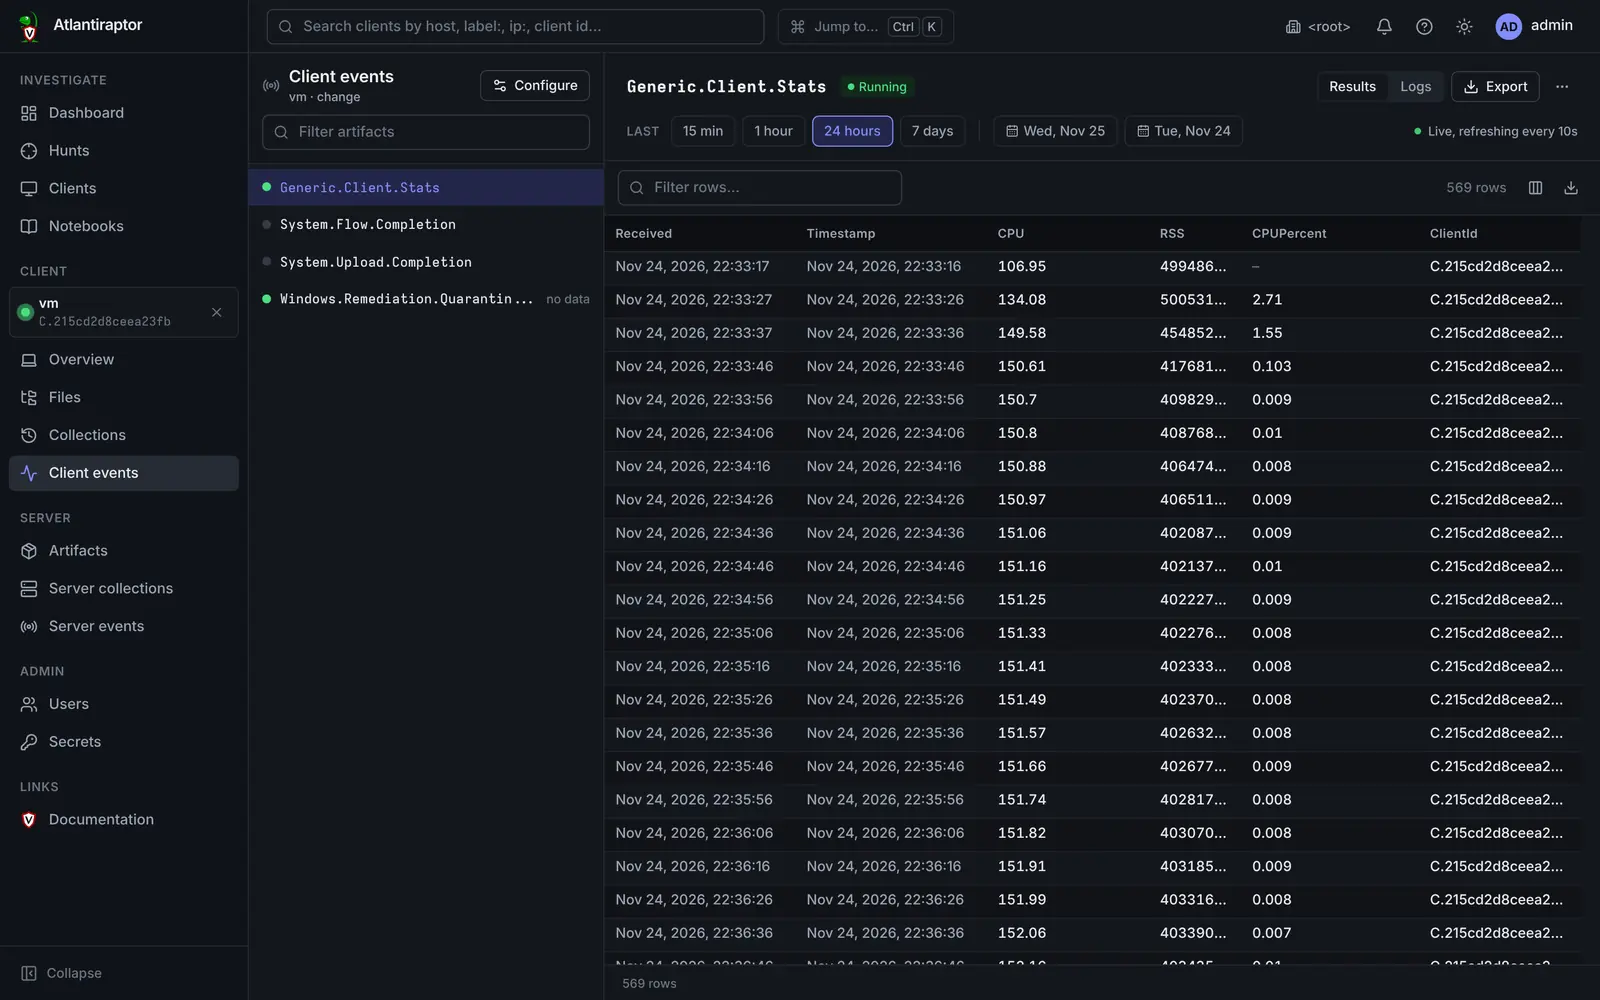 Atlantiraptor
Search clients by host, label:, ip:, client id...
Jump to... Ctrl K
<root>
AD admin
INVESTIGATE
Dashboard
Hunts
Clients
Notebooks
CLIENT
vm
C.215cd2d8ceea23fb
Overview
Files
Collections
Client events
SERVER
Artifacts
Server collections
Server events
ADMIN
Users
Secrets
LINKS
Documentation
Collapse
Client events
vm · change
Configure
Filter artifacts
Generic.Client.Stats
System.Flow.Completion
System.Upload.Completion
Windows.Remediation.Quarantin... no data
Generic.Client.Stats Running
Results Logs Export
LAST 15 min 1 hour 24 hours 7 days Wed, Nov 25 Tue, Nov 24 Live, refreshing every 10s
Filter rows... 569 rows
Received Timestamp CPU RSS CPUPercent ClientId
Nov 24, 2026, 22:33:17 Nov 24, 2026, 22:33:16 106.95 499486... – C.215cd2d8ceea2...
Nov 24, 2026, 22:33:27 Nov 24, 2026, 22:33:26 134.08 500531... 2.71 C.215cd2d8ceea2...
Nov 24, 2026, 22:33:37 Nov 24, 2026, 22:33:36 149.58 454852... 1.55 C.215cd2d8ceea2...
Nov 24, 2026, 22:33:46 Nov 24, 2026, 22:33:46 150.61 417681... 0.103 C.215cd2d8ceea2...
Nov 24, 2026, 22:33:56 Nov 24, 2026, 22:33:56 150.7 409829... 0.009 C.215cd2d8ceea2...
Nov 24, 2026, 22:34:06 Nov 24, 2026, 22:34:06 150.8 408768... 0.01 C.215cd2d8ceea2...
Nov 24, 2026, 22:34:16 Nov 24, 2026, 22:34:16 150.88 406474... 0.008 C.215cd2d8ceea2...
Nov 24, 2026, 22:34:26 Nov 24, 2026, 22:34:26 150.97 406511... 0.009 C.215cd2d8ceea2...
Nov 24, 2026, 22:34:36 Nov 24, 2026, 22:34:36 151.06 402087... 0.009 C.215cd2d8ceea2...
Nov 24, 2026, 22:34:46 Nov 24, 2026, 22:34:46 151.16 402137... 0.01 C.215cd2d8ceea2...
Nov 24, 2026, 22:34:56 Nov 24, 2026, 22:34:56 151.25 402227... 0.009 C.215cd2d8ceea2...
Nov 24, 2026, 22:35:06 Nov 24, 2026, 22:35:06 151.33 402276... 0.008 C.215cd2d8ceea2...
Nov 24, 2026, 22:35:16 Nov 24, 2026, 22:35:16 151.41 402333... 0.008 C.215cd2d8ceea2...
Nov 24, 2026, 22:35:26 Nov 24, 2026, 22:35:26 151.49 402370... 0.008 C.215cd2d8ceea2...
Nov 24, 2026, 22:35:36 Nov 24, 2026, 22:35:36 151.57 402632... 0.008 C.215cd2d8ceea2...
Nov 24, 2026, 22:35:46 Nov 24, 2026, 22:35:46 151.66 402677... 0.009 C.215cd2d8ceea2...
Nov 24, 2026, 22:35:56 Nov 24, 2026, 22:35:56 151.74 402817... 0.008 C.215cd2d8ceea2...
Nov 24, 2026, 22:36:06 Nov 24, 2026, 22:36:06 151.82 403070... 0.008 C.215cd2d8ceea2...
Nov 24, 2026, 22:36:16 Nov 24, 2026, 22:36:16 151.91 403185... 0.009 C.215cd2d8ceea2...
Nov 24, 2026, 22:36:26 Nov 24, 2026, 22:36:26 151.99 403316... 0.008 C.215cd2d8ceea2...
Nov 24, 2026, 22:36:36 Nov 24, 2026, 22:36:36 152.06 403390... 0.007 C.215cd2d8ceea2...
569 rows